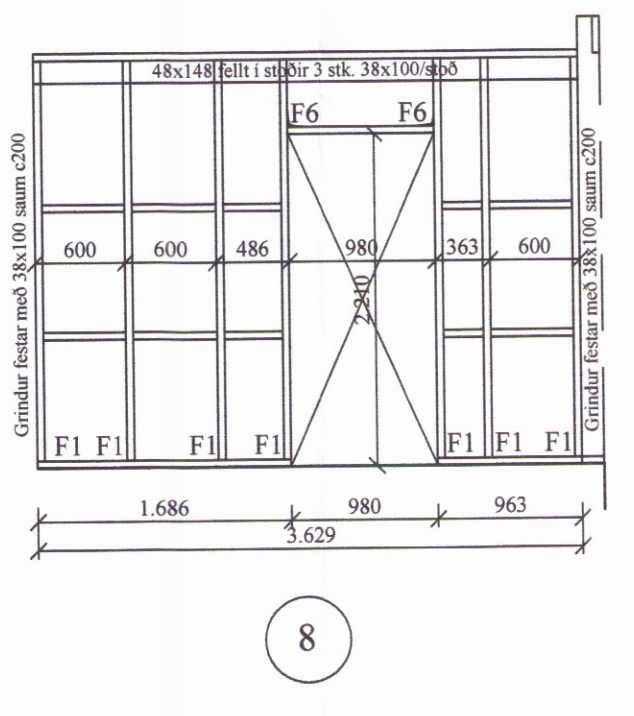 48x148 fellt í stoðir 3 stk. 38x100/stoð
F6 F6
Grindur festar með 38x100 saum c200
Grindur festar með 38x100 saum c200
600 600 486 980 363 600
2.210
F1 F1 F1 F1 F1 F1 F1
1.686 980 963
3.629
8